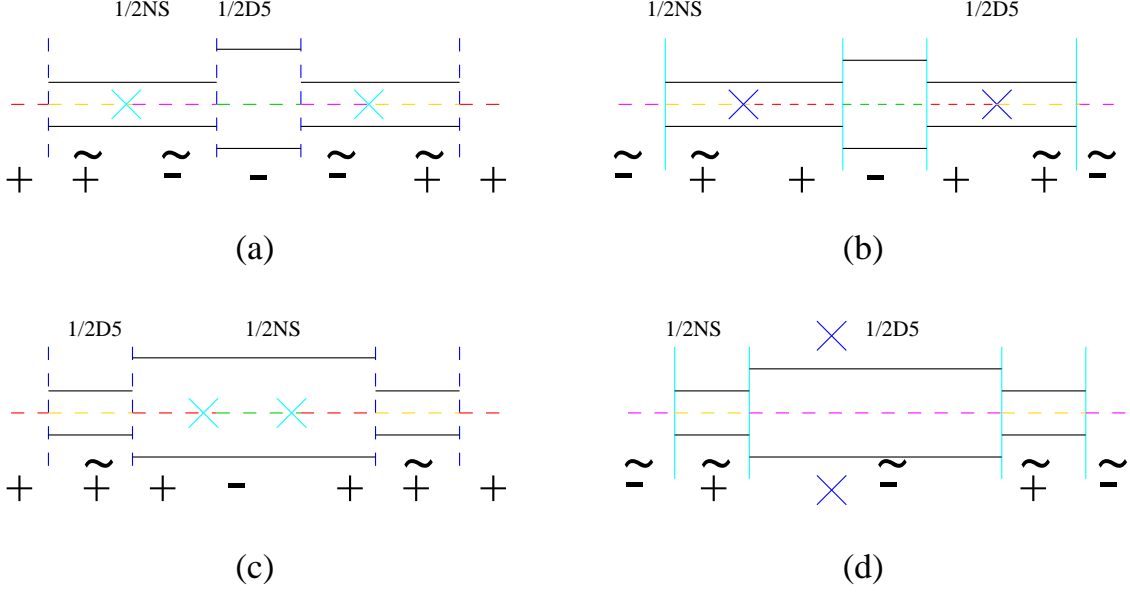 1/2NS 1/2D5
+ +̃ -̃ - -̃ +̃ +
(a)
1/2NS 1/2D5
-̃ +̃ + - + +̃ -̃
(b)
1/2D5 1/2NS
+ +̃ + - + +̃ +
(c)
1/2NS 1/2D5
-̃ +̃ -̃ +̃ -̃
(d)